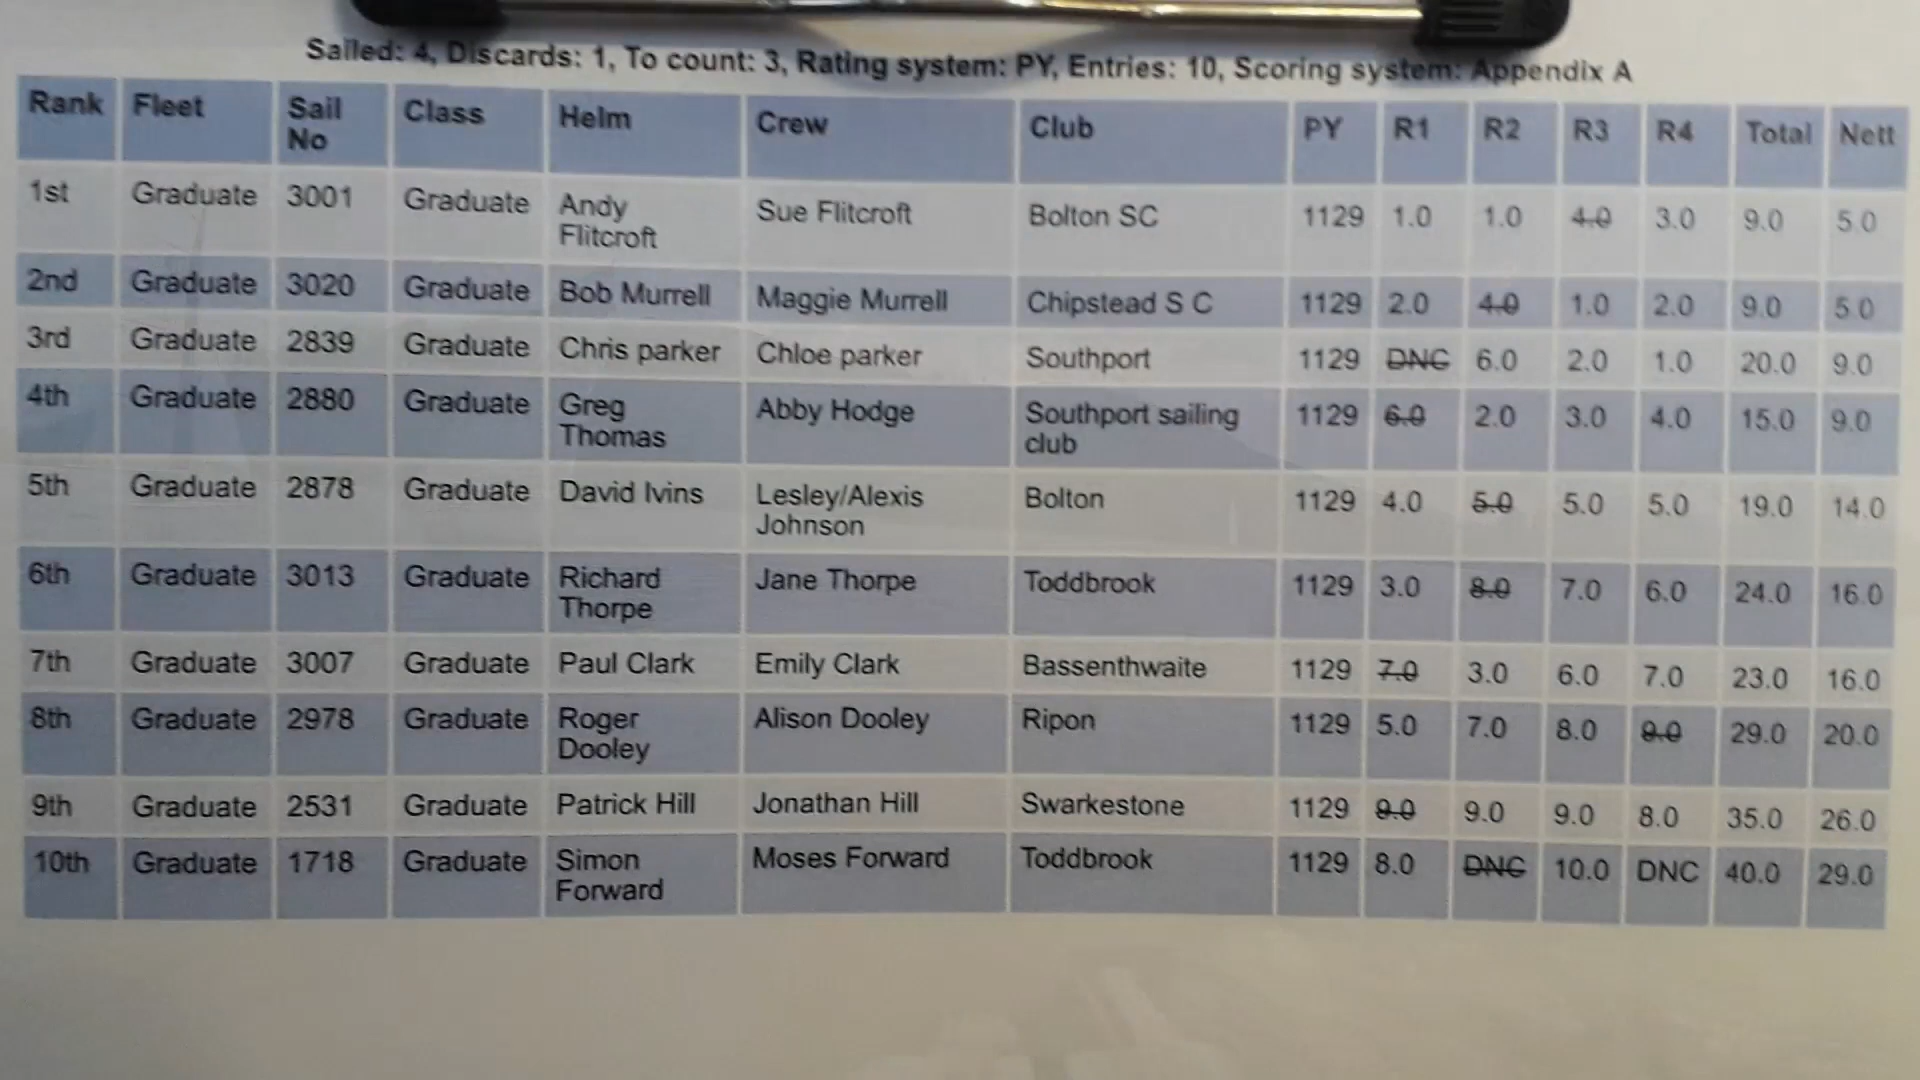 Sailed: 4, Discards: 1, To count: 3, Rating system: PY, Entries: 10, Scoring system: Appendix A
Rank Fleet Sail No Class Helm Crew Club PY R1 R2 R3 R4 Total Nett
1st Graduate 3001 Graduate Andy Flitcroft Sue Flitcroft Bolton SC 1129 1.0 1.0 4.0 3.0 9.0 5.0
2nd Graduate 3020 Graduate Bob Murrell Maggie Murrell Chipstead S C 1129 2.0 4.0 1.0 2.0 9.0 5.0
3rd Graduate 2839 Graduate Chris parker Chloe parker Southport 1129 DNC 6.0 2.0 1.0 20.0 9.0
4th Graduate 2880 Graduate Greg Thomas Abby Hodge Southport sailing club 1129 6.0 2.0 3.0 4.0 15.0 9.0
5th Graduate 2878 Graduate David Ivins Lesley/Alexis Johnson Bolton 1129 4.0 5.0 5.0 5.0 19.0 14.0
6th Graduate 3013 Graduate Richard Thorpe Jane Thorpe Toddbrook 1129 3.0 8.0 7.0 6.0 24.0 16.0
7th Graduate 3007 Graduate Paul Clark Emily Clark Bassenthwaite 1129 7.0 3.0 6.0 7.0 23.0 16.0
8th Graduate 2978 Graduate Roger Dooley Alison Dooley Ripon 1129 5.0 7.0 8.0 9.0 29.0 20.0
9th Graduate 2531 Graduate Patrick Hill Jonathan Hill Swarkestone 1129 9.0 9.0 9.0 8.0 35.0 26.0
10th Graduate 1718 Graduate Simon Forward Moses Forward Toddbrook 1129 8.0 DNC 10.0 DNC 40.0 29.0